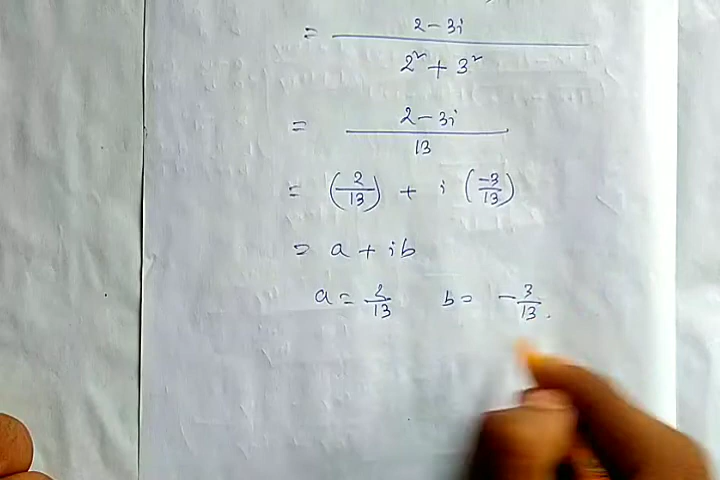 = (2 - 3i) / (2² + 3²)
= (2 - 3i) / 13
= (2/13) + i (-3/13)
= a + ib
a = 2/13 b = -3/13.